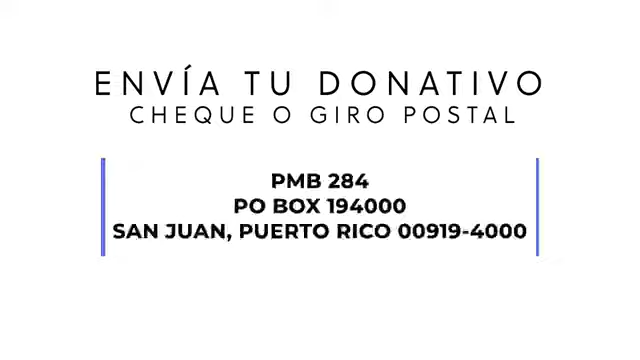 ENVÍA TU DONATIVO
CHEQUE O GIRO POSTAL
PMB 284
PO BOX 194000
SAN JUAN, PUERTO RICO 00919-4000